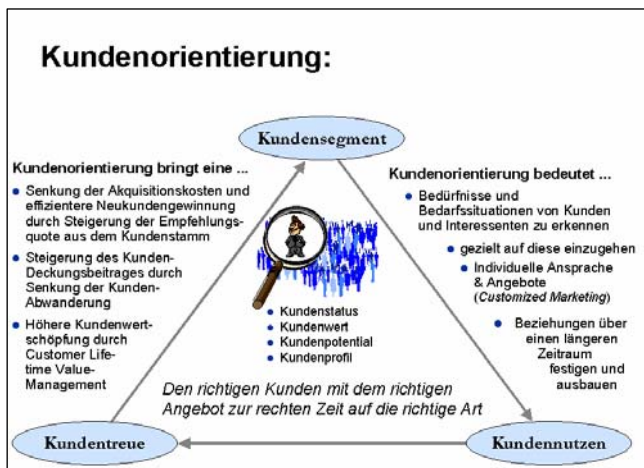 Kundenorientierung:
Kundensegment
Kundenorientierung bringt eine ...
Senkung der Akquisitionskosten und
effizientere Neukundengewinnung
durch Steigerung der Empfehlungs-
quote aus dem Kundenstamm
Steigerung des Kunden-
Deckungsbeitrages durch
Senkung der Kunden-
Abwanderung
Höhere Kundenwert-
schöpfung durch
Customer Life-
time Value-
Management
Kundenstatus
Kundenwert
Kundenpotential
Kundenprofil
Kundenorientierung bedeutet ...
Bedürfnisse und
Bedarfssituationen von Kunden
und Interessenten zu erkennen
gezielt auf diese einzugehen
Individuelle Ansprache
& Angebote
(Customized Marketing)
Beziehungen über
einen längeren
Zeitraum
festigen und
ausbauen
Den richtigen Kunden mit dem richtigen
Angebot zur rechten Zeit auf die richtige Art
Kundentreue
Kundennutzen